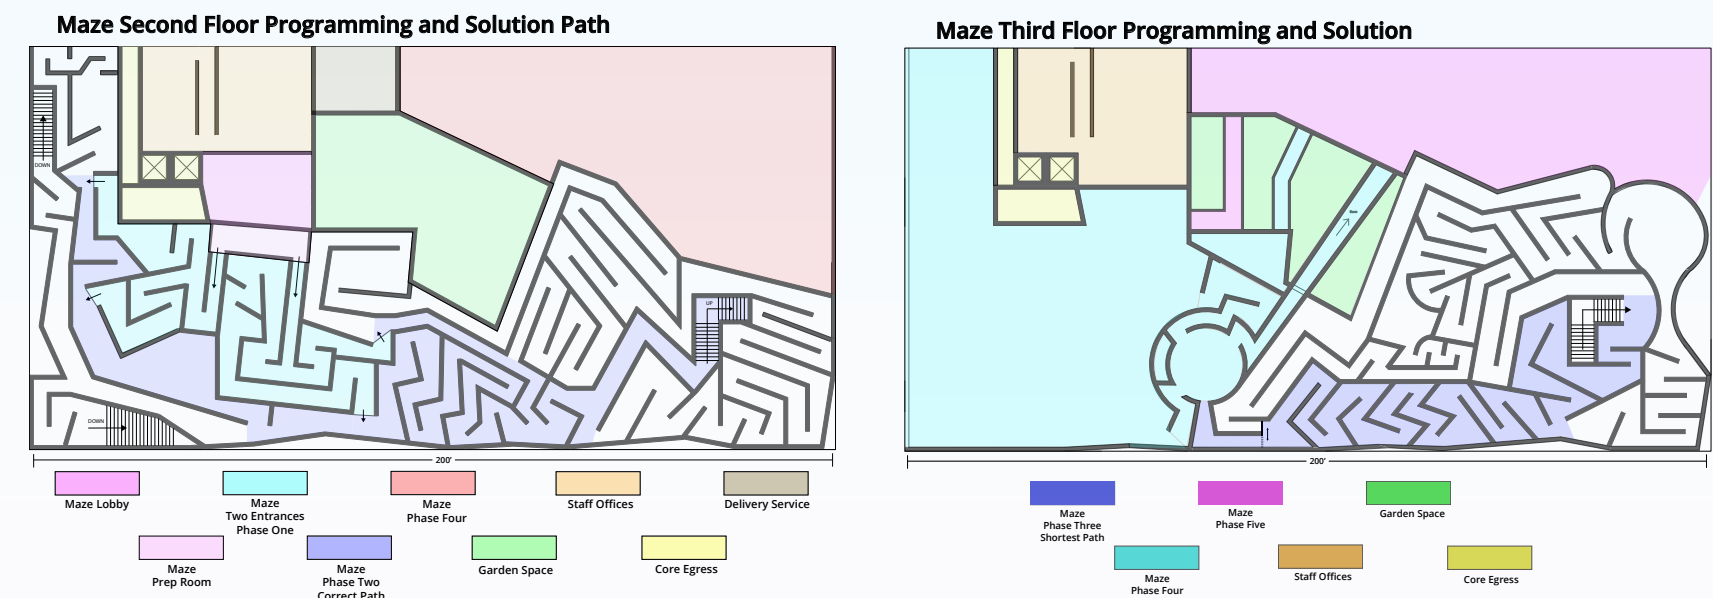 Maze Second Floor Programming and Solution Path
Maze Third Floor Programming and Solution
DOWN
UP
DOWN
200'
200'
Maze Lobby
Maze
Two Entrances
Phase One
Maze
Phase Four
Staff Offices
Delivery Service
Maze
Prep Room
Maze
Phase Two
Correct Path
Garden Space
Core Egress
Maze
Phase Three
Shortest Path
Maze
Phase Five
Garden Space
Maze
Phase Four
Staff Offices
Core Egress